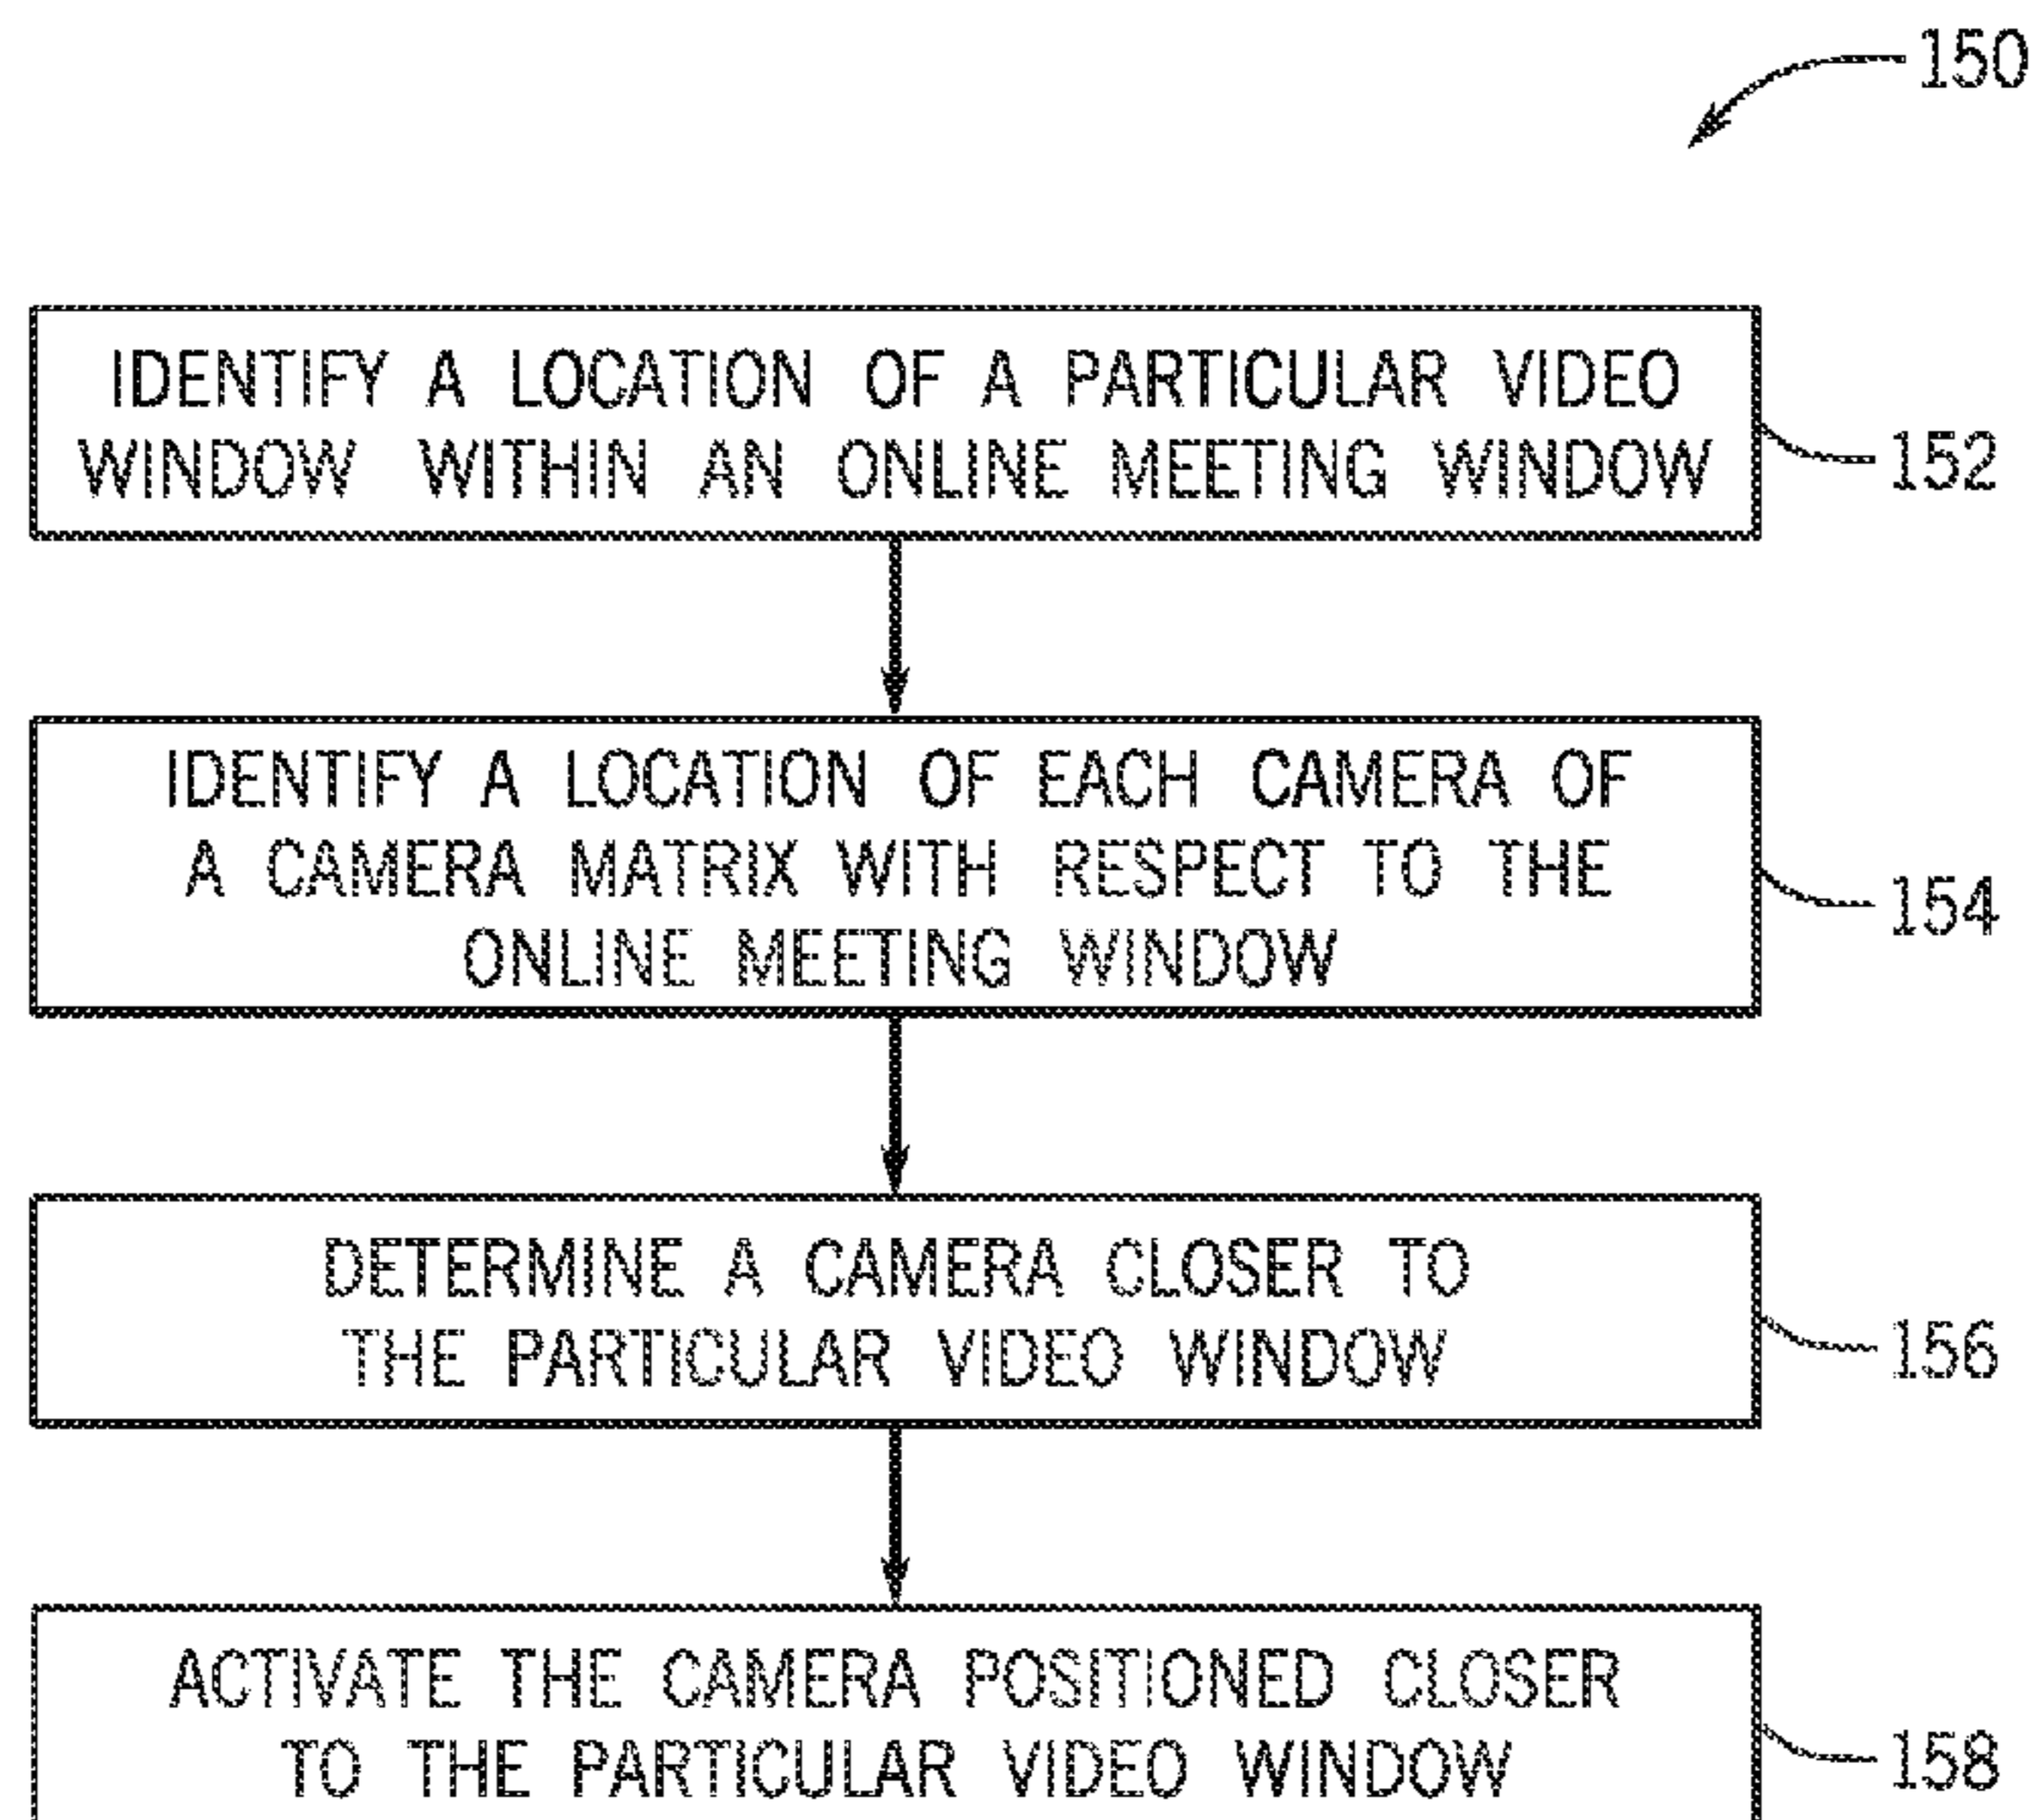 150
IDENTIFY A LOCATION OF A PARTICULAR VIDEO
WINDOW WITHIN AN ONLINE MEETING WINDOW
152
IDENTIFY A LOCATION OF EACH CAMERA OF
A CAMERA MATRIX WITH RESPECT TO THE
ONLINE MEETING WINDOW
154
DETERMINE A CAMERA CLOSER TO
THE PARTICULAR VIDEO WINDOW
156
ACTIVATE THE CAMERA POSITIONED CLOSER
TO THE PARTICULAR VIDEO WINDOW
158